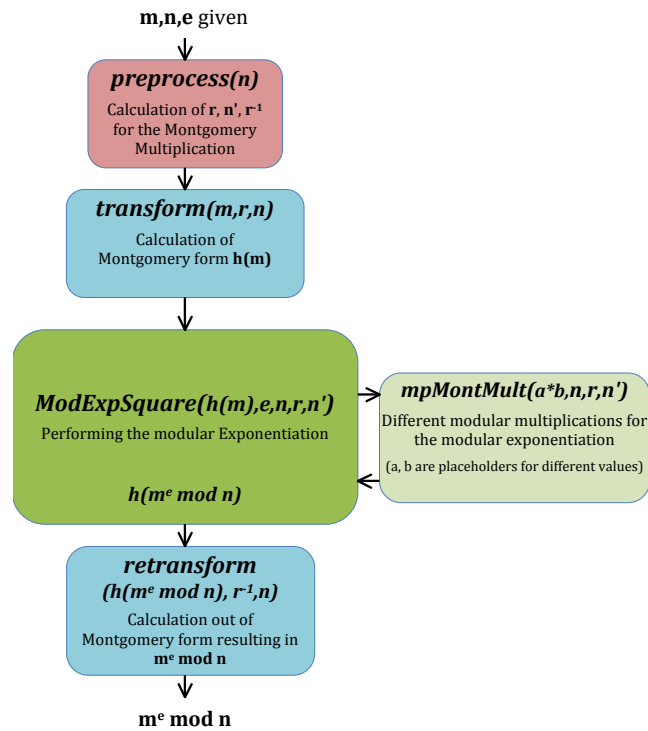 m,n,e given
preprocess(n)
Calculation of r, n', r⁻¹
for the Montgomery
Multiplication
transform(m,r,n)
Calculation of
Montgomery form h(m)
ModExpSquare(h(m),e,n,r,n')
Performing the modular Exponentiation
h(mᵉ mod n)
mpMontMult(a*b,n,r,n')
Different modular multiplications for
the modular exponentiation
(a, b are placeholders for different values)
retransform
(h(mᵉ mod n), r⁻¹,n)
Calculation out of
Montgomery form resulting in
mᵉ mod n
mᵉ mod n